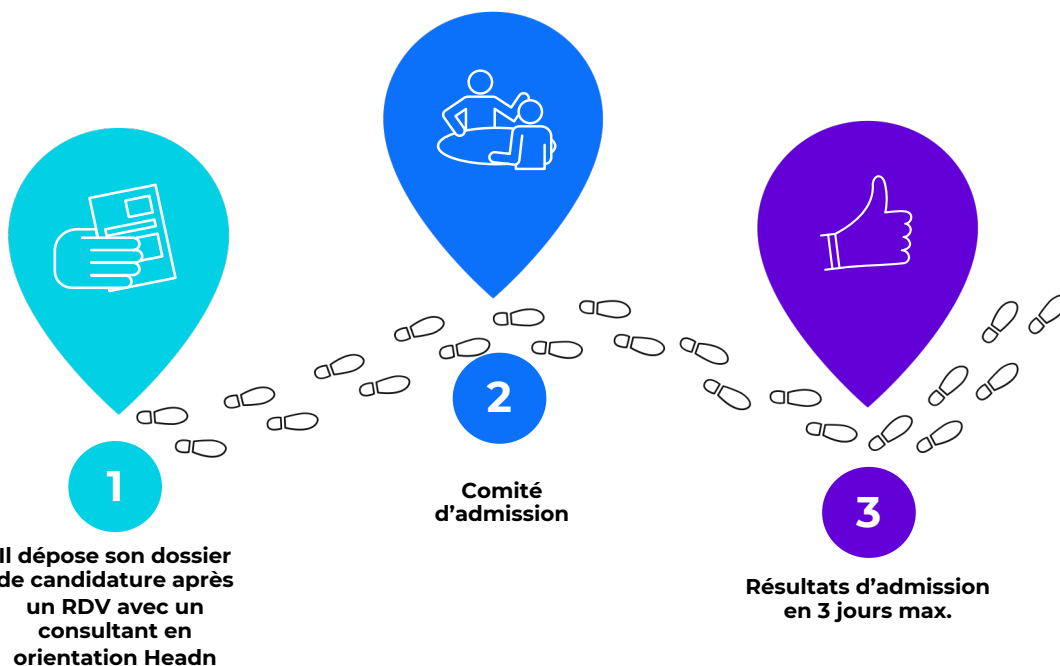 1
Il dépose son dossier
de candidature après
un RDV avec un
consultant en
orientation Headn
2
Comité
d’admission
3
Résultats d’admission
en 3 jours max.